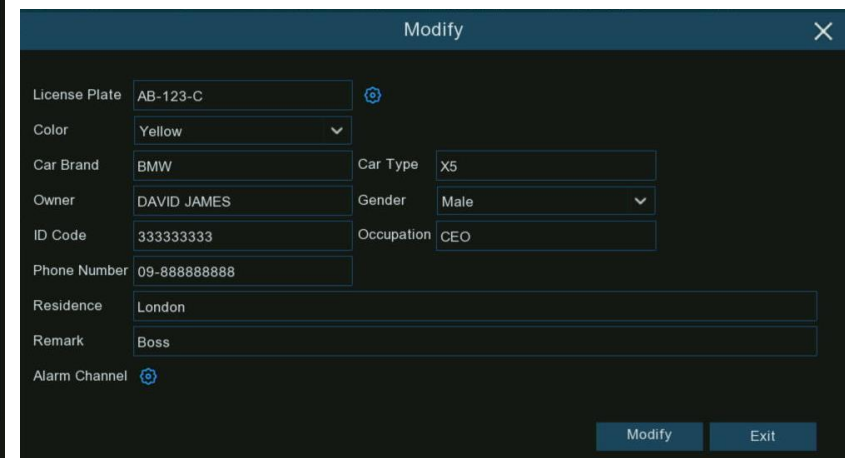 Modify
License Plate AB-123-C
Color Yellow
Car Brand BMW Car Type X5
Owner DAVID JAMES Gender Male
ID Code 333333333 Occupation CEO
Phone Number 09-888888888
Residence London
Remark Boss
Alarm Channel
Modify Exit